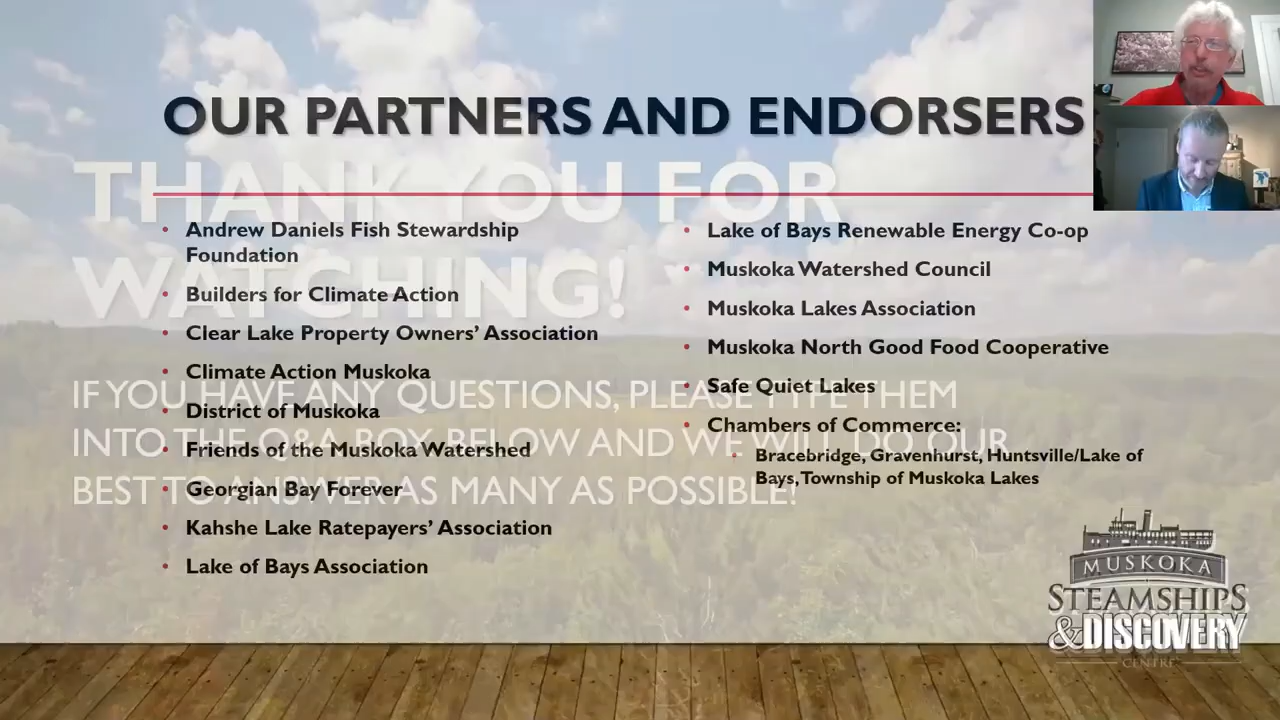 OUR PARTNERS AND ENDORSERS
THANK YOU FOR
WATCHING!
Andrew Daniels Fish Stewardship
Foundation
Builders for Climate Action
Clear Lake Property Owners' Association
Climate Action Muskoka
District of Muskoka
Friends of the Muskoka Watershed
Georgian Bay Forever
Kahshe Lake Ratepayers' Association
Lake of Bays Association
Lake of Bays Renewable Energy Co-op
Muskoka Watershed Council
Muskoka Lakes Association
Muskoka North Good Food Cooperative
Safe Quiet Lakes
Chambers of Commerce:
Bracebridge, Gravenhurst, Huntsville/Lake of
Bays, Township of Muskoka Lakes
IF YOU HAVE ANY QUESTIONS, PLEASE TYPE THEM
INTO THE Q&A BOX BELOW AND WE WILL DO OUR
BEST TO ANSWER AS MANY AS POSSIBLE!
MUSKOKA
STEAMSHIPS
& DISCOVERY
CENTRE